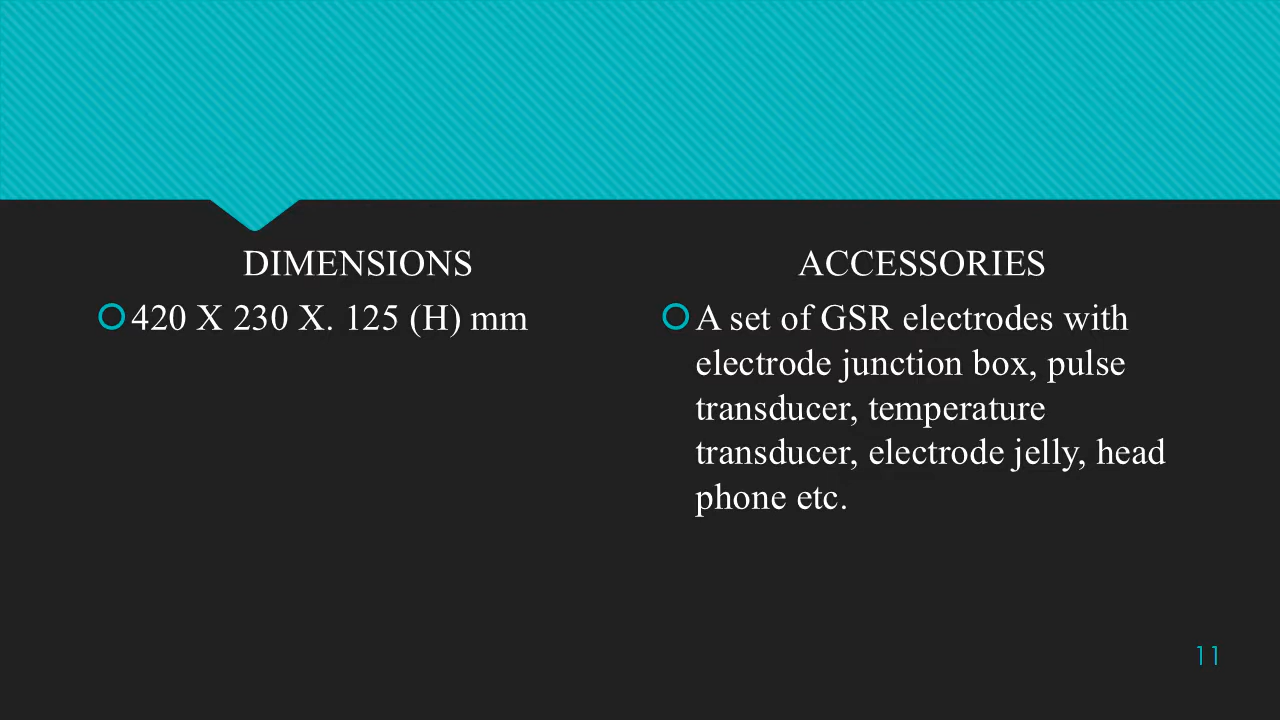 DIMENSIONS
420 X 230 X. 125 (H) mm
ACCESSORIES
A set of GSR electrodes with
electrode junction box, pulse
transducer, temperature
transducer, electrode jelly, head
phone etc.
11